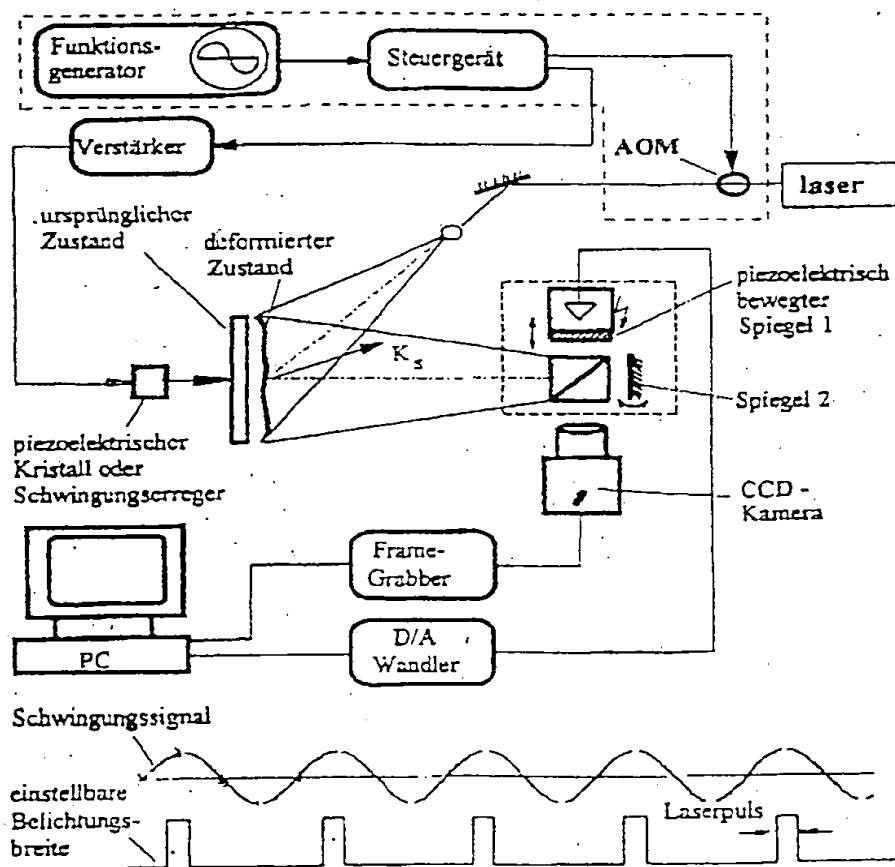 Funktions-
generator
Steuergerät
Verstärker
AOM
laser
ursprünglicher
Zustand
deformierter
Zustand
piezoelektrisch
bewegter
Spiegel 1
K s
Spiegel 2
piezoelektrischer
Kristall oder
Schwingungserreger
CCD -
Kamera
Frame-
Grabber
D/A
Wandler
PC
Schwingungssignal
einstellbare
Belichtungs-
breite
Laserpuls